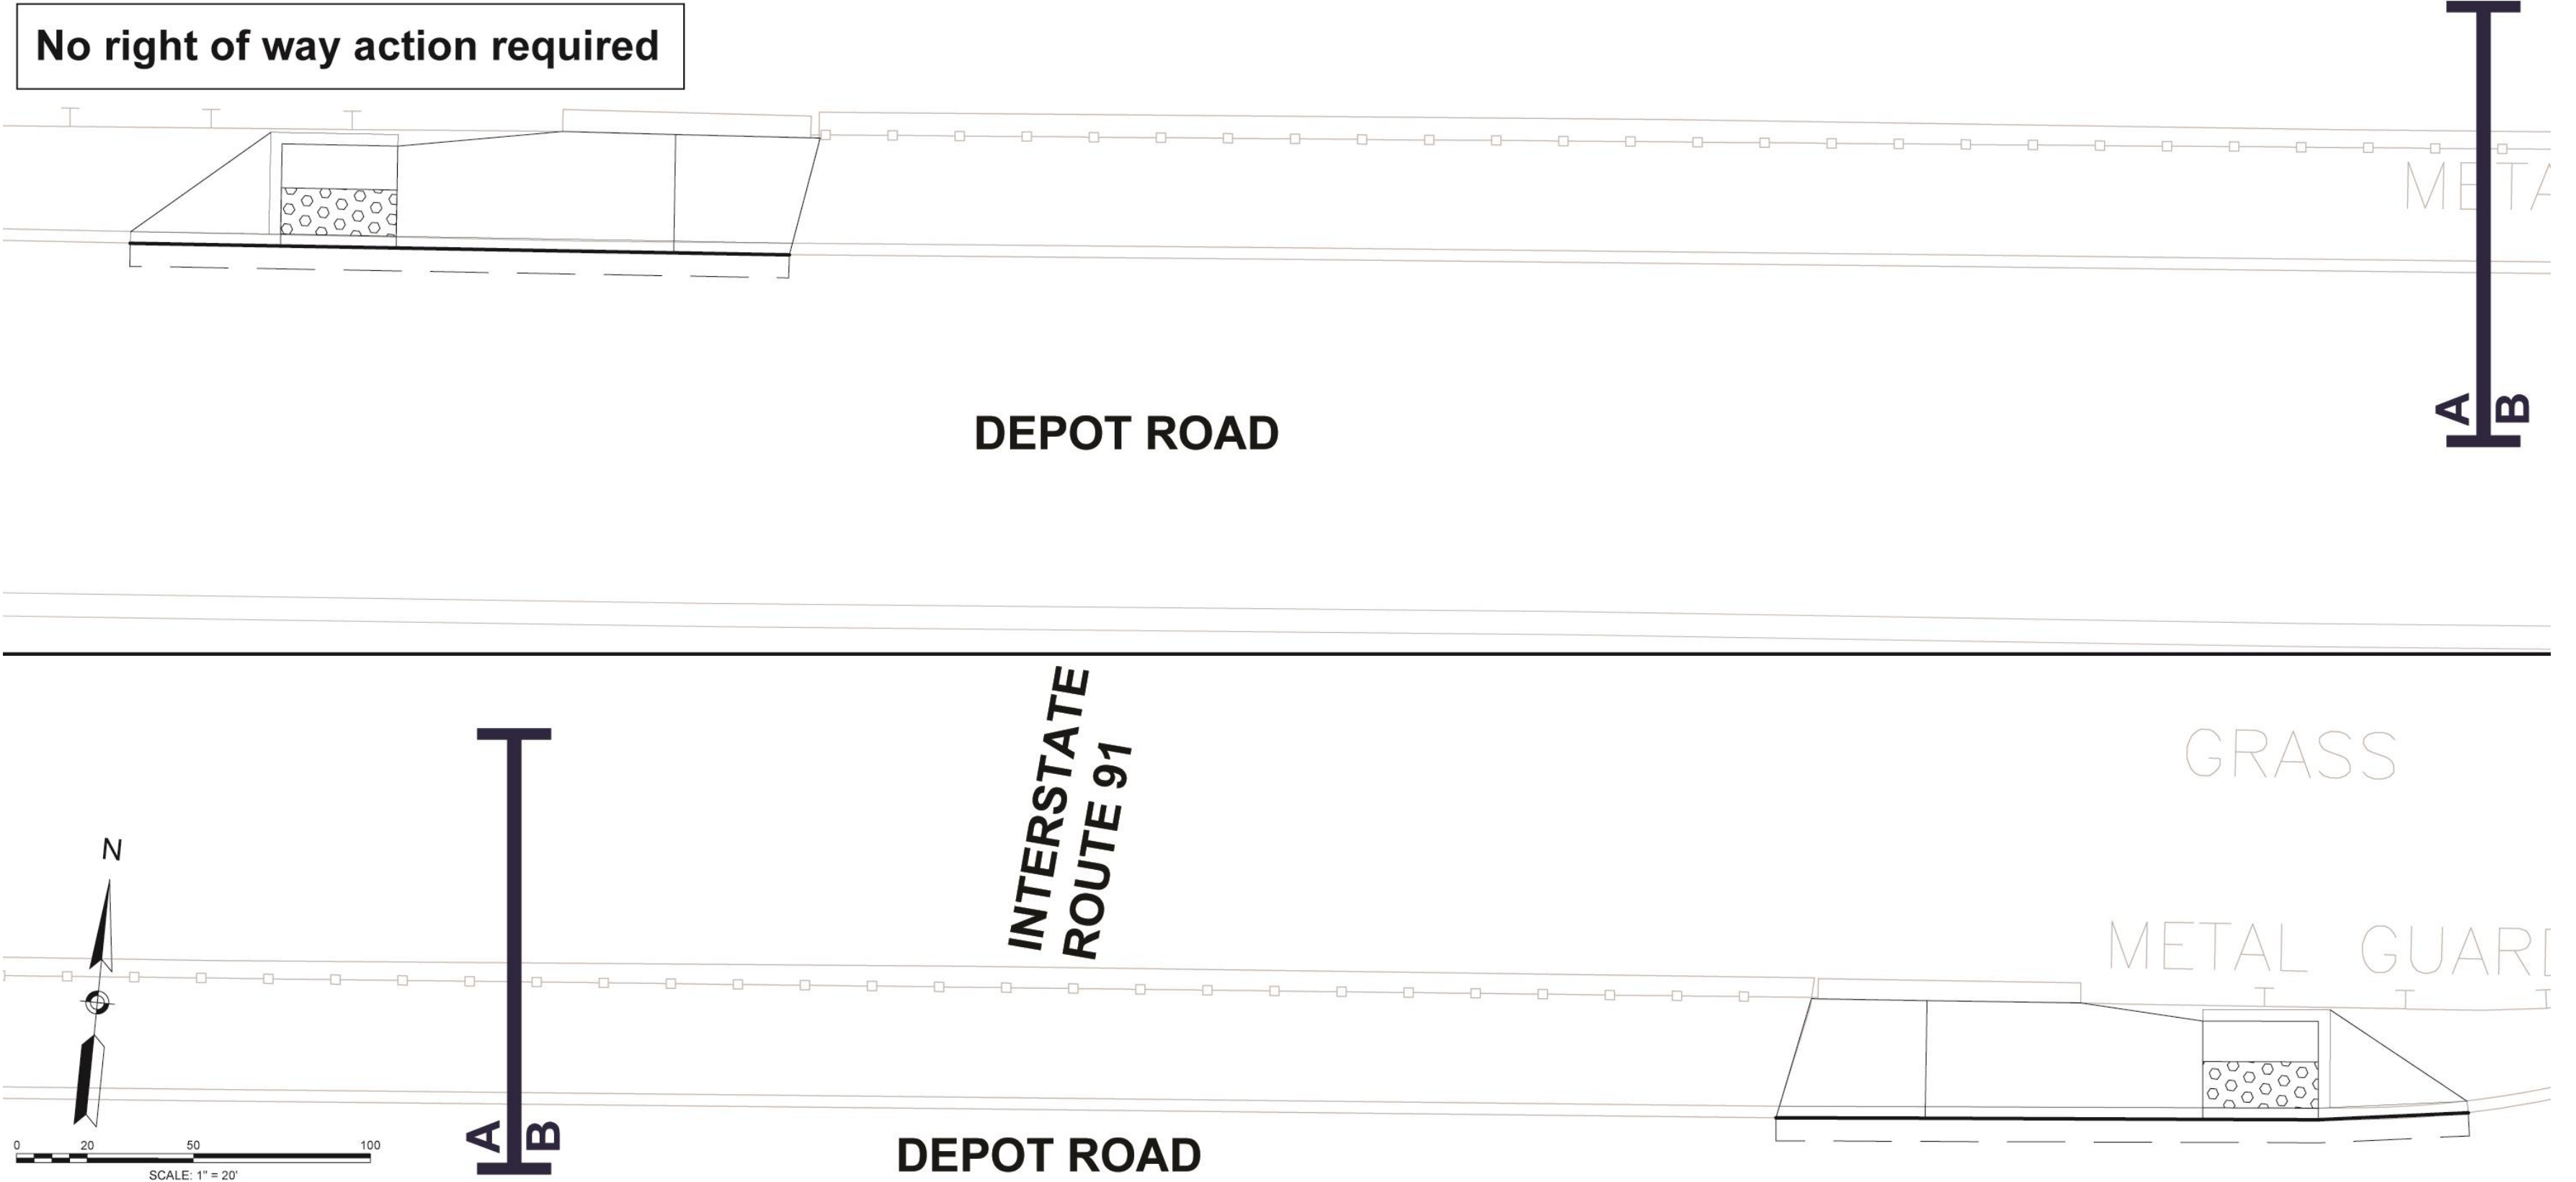 No right of way action required
META
DEPOT ROAD
A
B
INTERSTATE
ROUTE 91
GRASS
N
METAL GUARD
A
B
0 20 50 100
SCALE: 1" = 20'
DEPOT ROAD